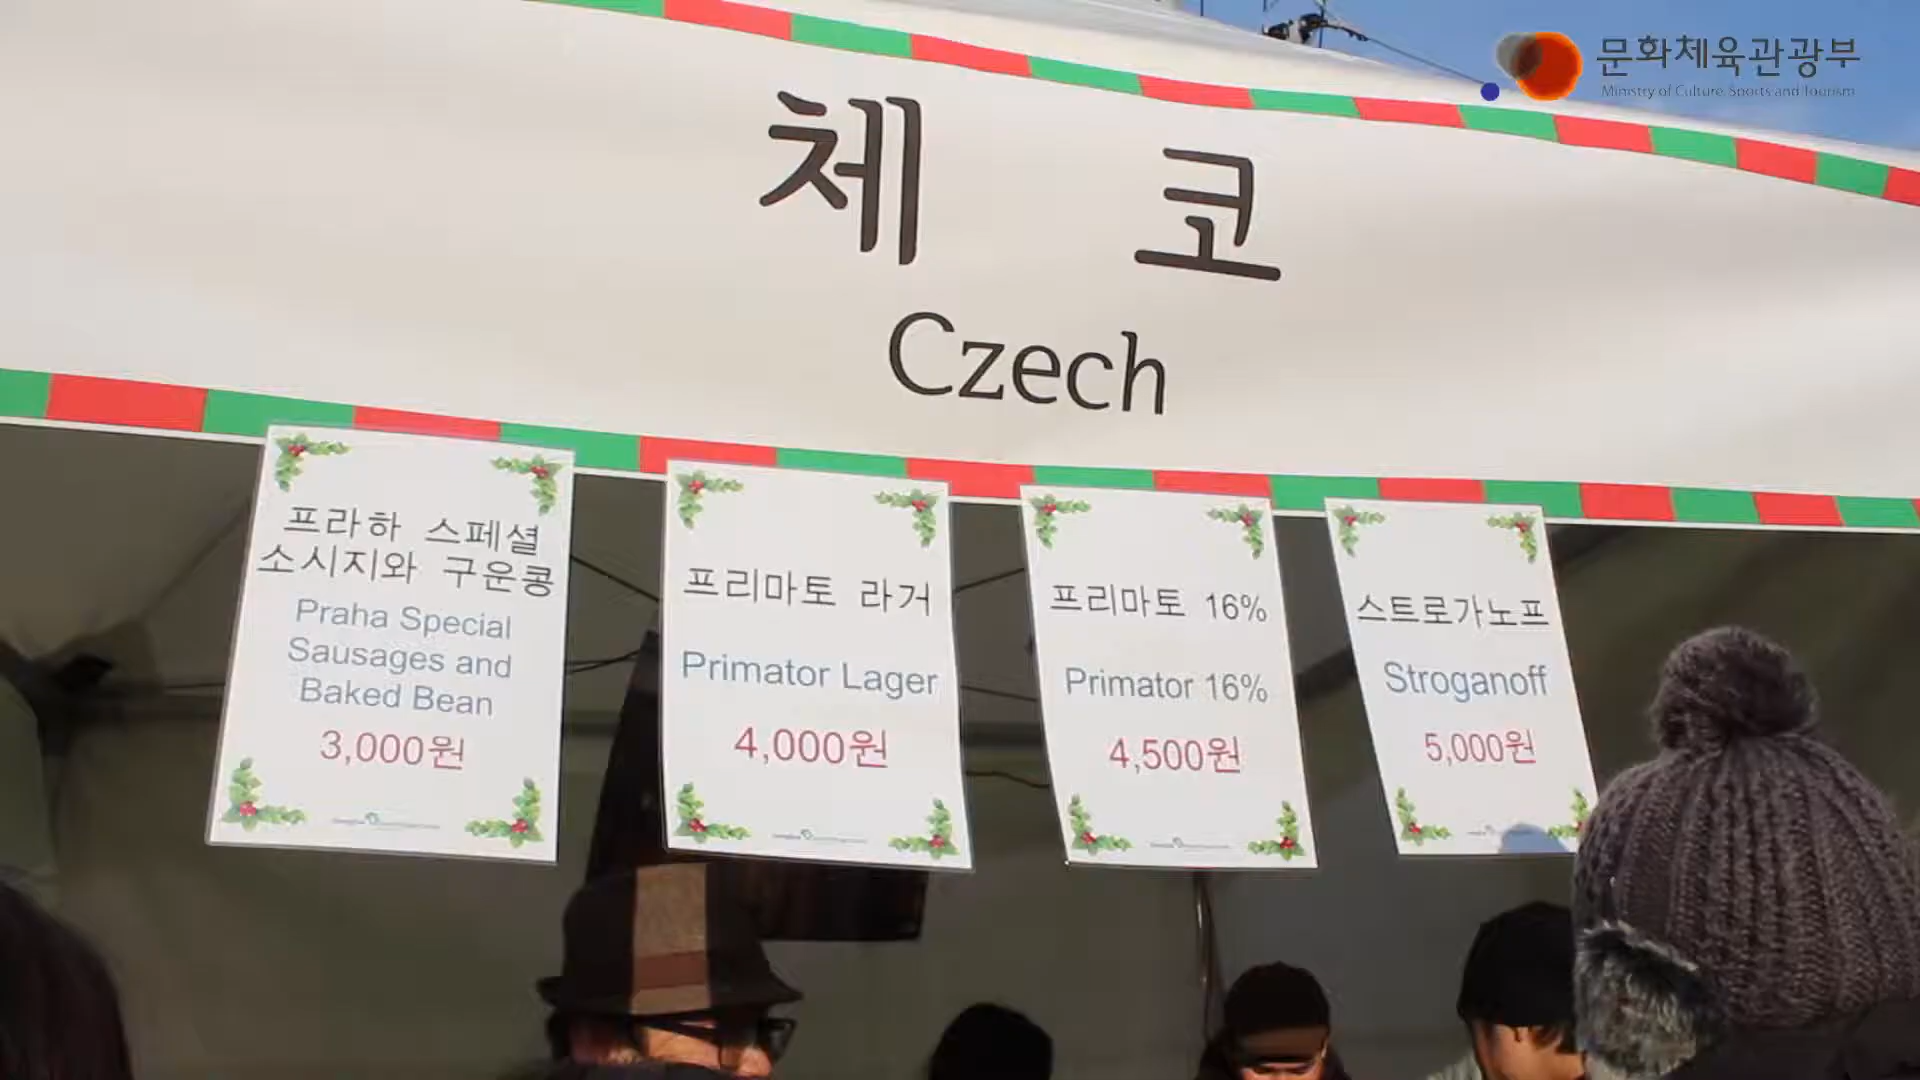 문화체육관광부
Ministry of Culture, Sports and Tourism
체 코
Czech
프라하 스페셜
소시지와 구운콩
Praha Special
Sausages and
Baked Bean
3,000원
프리마토 라거
Primator Lager
4,000원
프리마토 16%
Primator 16%
4,500원
스트로가노프
Stroganoff
5,000원